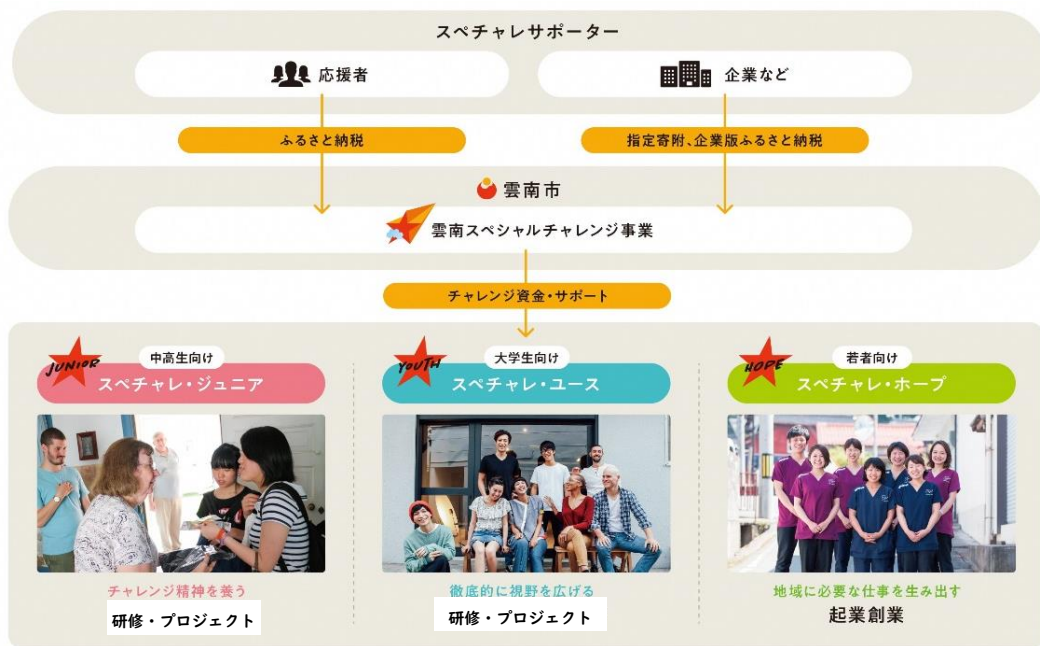 スペチャレサポーター
応援者
企業など
ふるさと納税
指定寄附、企業版ふるさと納税
雲南市
雲南スペシャルチャレンジ事業
チャレンジ資金・サポート
JUNIOR
中高生向け
スペチャレ・ジュニア
YOUTH
大学生向け
スペチャレ・ユース
HOPE
若者向け
スペチャレ・ホープ
チャレンジ精神を養う
研修・プロジェクト
徹底的に視野を広げる
研修・プロジェクト
地域に必要な仕事を生み出す
起業創業